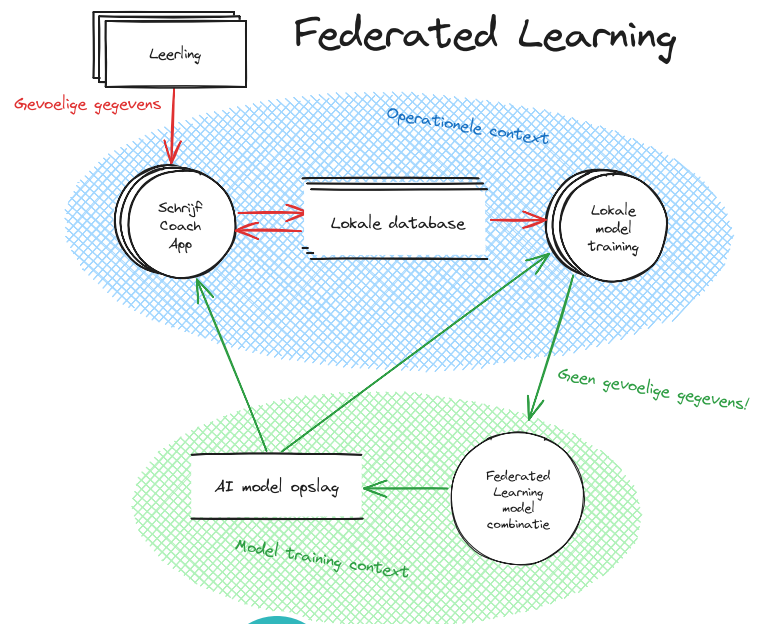 Federated Learning
Leerling
Gevoelige gegevens
Operationele context
Schrijf
Coach
App
Lokale database
Lokale
model
training
Geen gevoelige gegevens!
AI model opslag
Federated
Learning
model
combinatie
Model training context